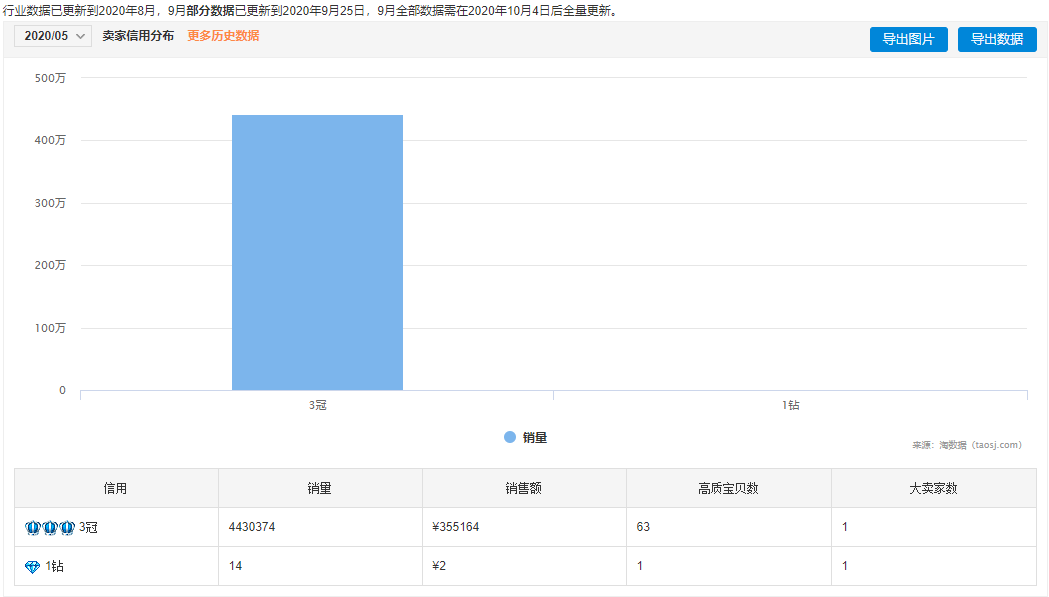 行业数据已更新到2020年8月，9月部分数据已更新到2020年9月25日，9月全部数据需在2020年10月4日后全量更新。
2020/05 卖家信用分布 更多历史数据 导出图片 导出数据
500万
400万
300万
200万
100万
0
3冠 1钻
销量
来源：淘数据（taosj.com）
信用 销量 销售额 高质宝贝数 大卖家数
3冠 4430374 ¥355164 63 1
1钻 14 ¥2 1 1